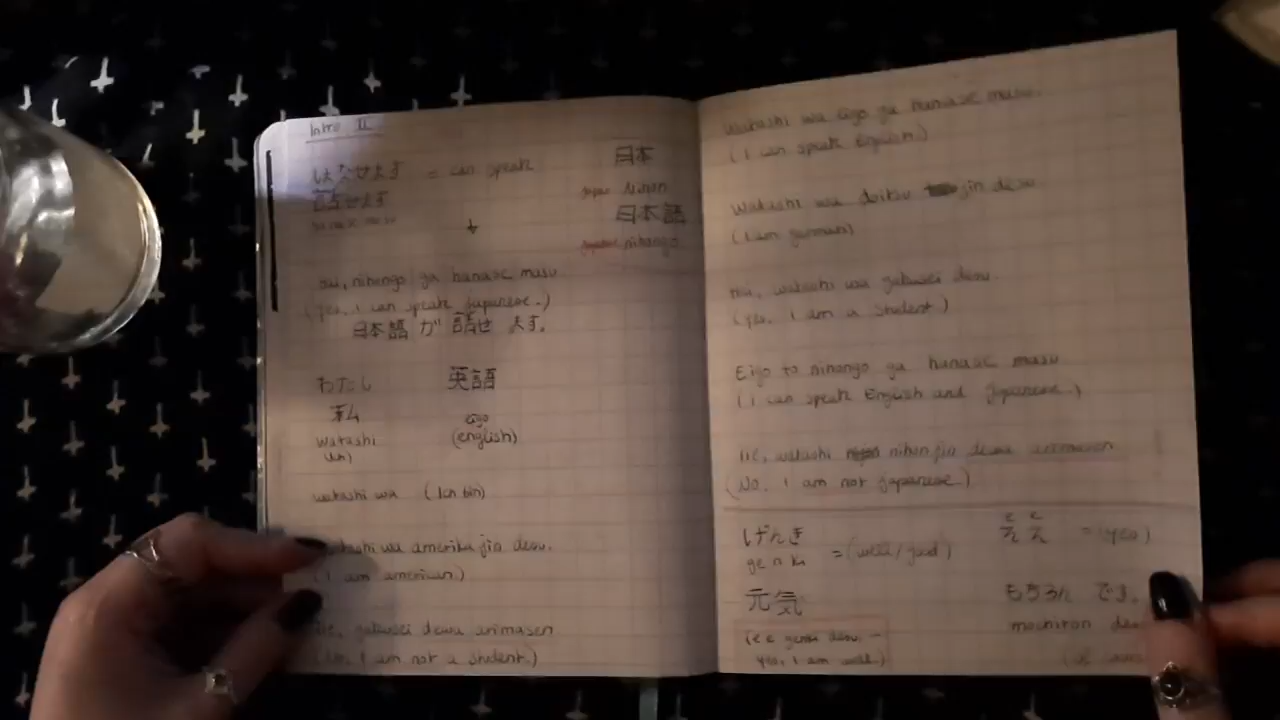 Intro II
はなせます = can speak
話せます
hanase masu
日本
Japan Nihon
日本語
Japanese nihongo
hai, nihongo ga hanase masu
(yes, I can speak Japanese.)
日本語 が 話せ ます.
わたし
私
watashi
(ich)
英語
eigo
(english)
watashi wa (Ich bin)
watashi wa amerika jin desu.
(I am american)
gakusei dewa arimasen
I am not a student.)
watashi wa Eigo ga hanase masu.
(I can speak English.)
Watashi wa doitsu jin desu
(I am german)
Hai, watashi wa gakusei desu.
(yes, I am a student)
Eigo to nihongo ga hanase masu
(I can speak English and Japanese.)
iie, watashi nihon jin dewa arimasen
(No, I am not Japanese.)
げんき
genki
= (well/good)
元気
(ee genki desu, -
yes, I am well.)
e e
ええ = (yes)
もちろん です.
mochiron des